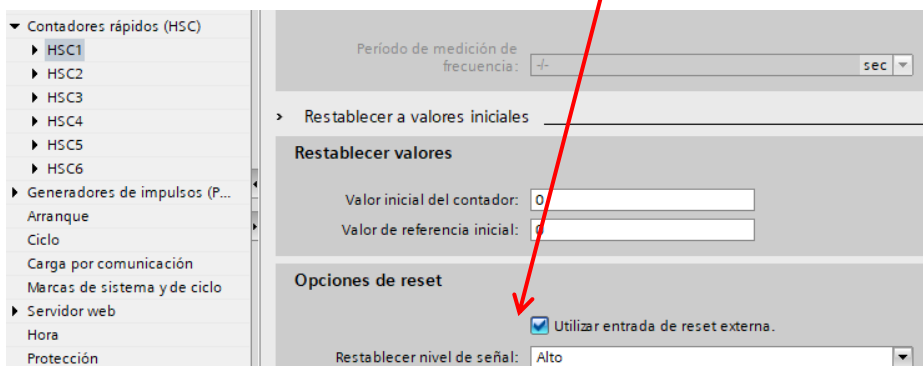 Contadores rápidos (HSC)
HSC1
HSC2
HSC3
HSC4
HSC5
HSC6
Generadores de impulsos (P...
Arranque
Ciclo
Carga por comunicación
Marcas de sistema y de ciclo
Servidor web
Hora
Protección
Período de medición de
frecuencia: -/- sec
Restablecer a valores iniciales
Restablecer valores
Valor inicial del contador: 0
Valor de referencia inicial: 0
Opciones de reset
Utilizar entrada de reset externa.
Restablecer nivel de señal: Alto